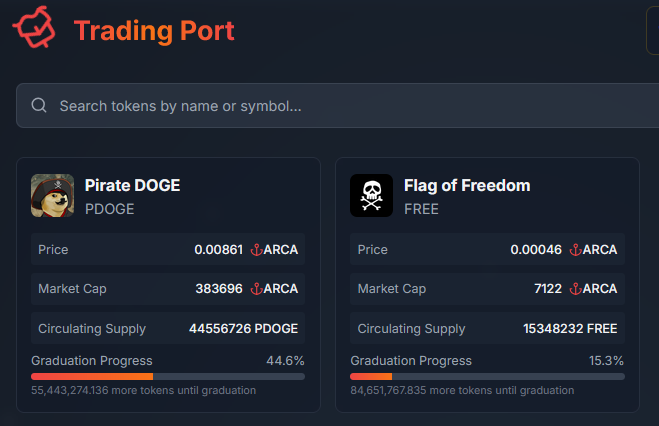 Trading Port
Search tokens by name or symbol...
Pirate DOGE
PDOGE
Price 0.00861 ARCA
Market Cap 383696 ARCA
Circulating Supply 44556726 PDOGE
Graduation Progress 44.6%
55,443,274.136 more tokens until graduation
Flag of Freedom
FREE
Price 0.00046 ARCA
Market Cap 7122 ARCA
Circulating Supply 15348232 FREE
Graduation Progress 15.3%
84,651,767.835 more tokens until graduation